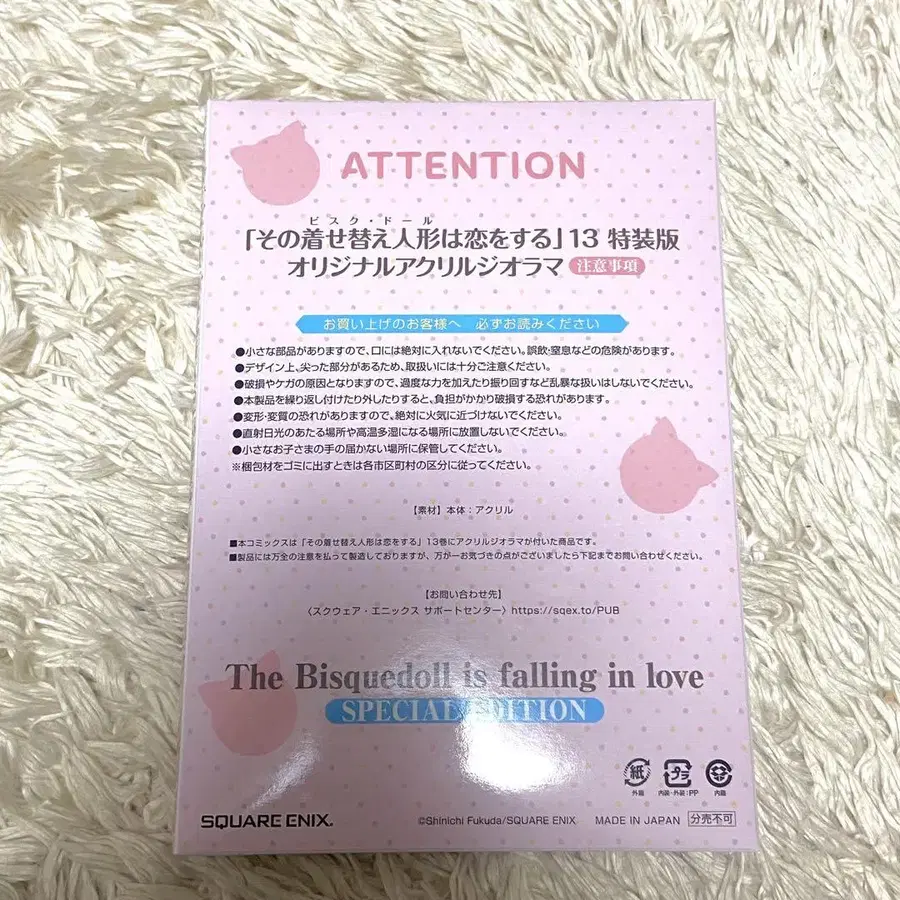 ATTENTION
ビスク・ドール
「その着せ替え人形は恋をする」13 特装版
オリジナルアクリルジオラマ 注意事項
お買い上げのお客様へ 必ずお読みください
●小さな部品がありますので、口には絶対に入れないでください。誤飲・窒息などの危険があります。
●デザイン上、尖った部分があるため、取扱いには十分ご注意ください。
●破損やケガの原因となりますので、過度な力を加えたり振り回すなど乱暴な扱いはしないでください。
●本製品を繰り返し付けたり外したりすると、負担がかかり破損する恐れがあります。
●変形・変質の恐れがありますので、絶対に火気に近づけないでください。
●直射日光のあたる場所や高温多湿になる場所に放置しないでください。
●小さなお子さまの手の届かない場所に保管してください。
※梱包材をゴミに出すときは各市区町村の区分に従ってください。
【素材】本体：アクリル
■本コミックスは「その着せ替え人形は恋をする」13巻にアクリルジオラマが付いた商品です。
■製品には万全の注意を払って製造しておりますが、万が一お気づきの点がございましたら下記までお問い合わせください。
【お問い合わせ先】
〈スクウェア・エニックス サポートセンター〉https://sqex.to/PUB
The Bisquedoll is falling in love
SPECIAL EDITION
紙 プラ
外箱 内装・外装：PP 内箱
SQUARE ENIX. ©Shinichi Fukuda/SQUARE ENIX MADE IN JAPAN 分売不可